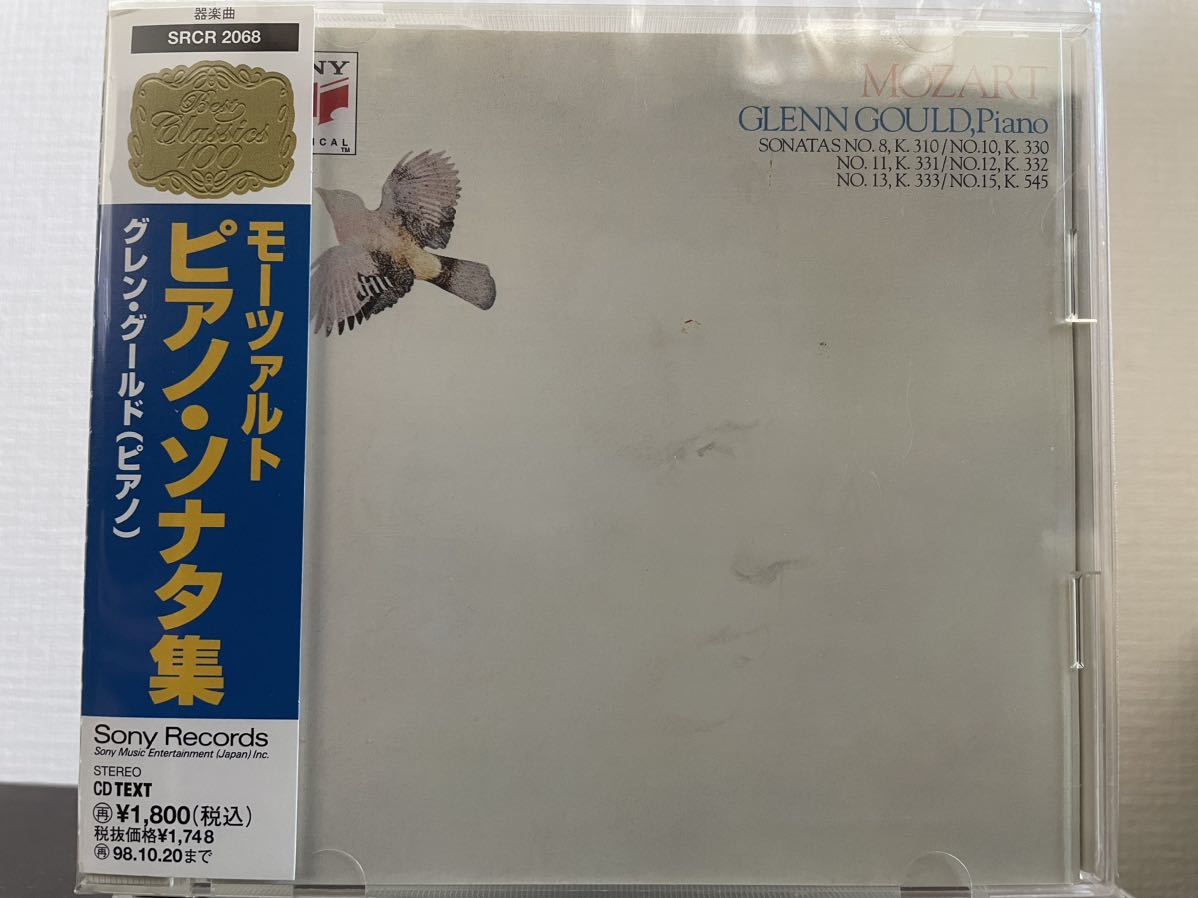 器楽曲
SRCR 2068
Best
Classics
100
モーツァルト
ピアノ・ソナタ集
グレン・グールド(ピアノ)
Sony Records
Sony Music Entertainment (Japan) Inc.
STEREO
CD TEXT
再 ¥1,800(税込)
税抜価格¥1,748
再 98.10.20まで
NY
ICAL
TM
MOZART
GLENN GOULD, Piano
SONATAS NO. 8, K. 310/NO. 10, K. 330
NO. 11, K. 331/NO. 12, K. 332
NO. 13, K. 333/NO. 15, K. 545